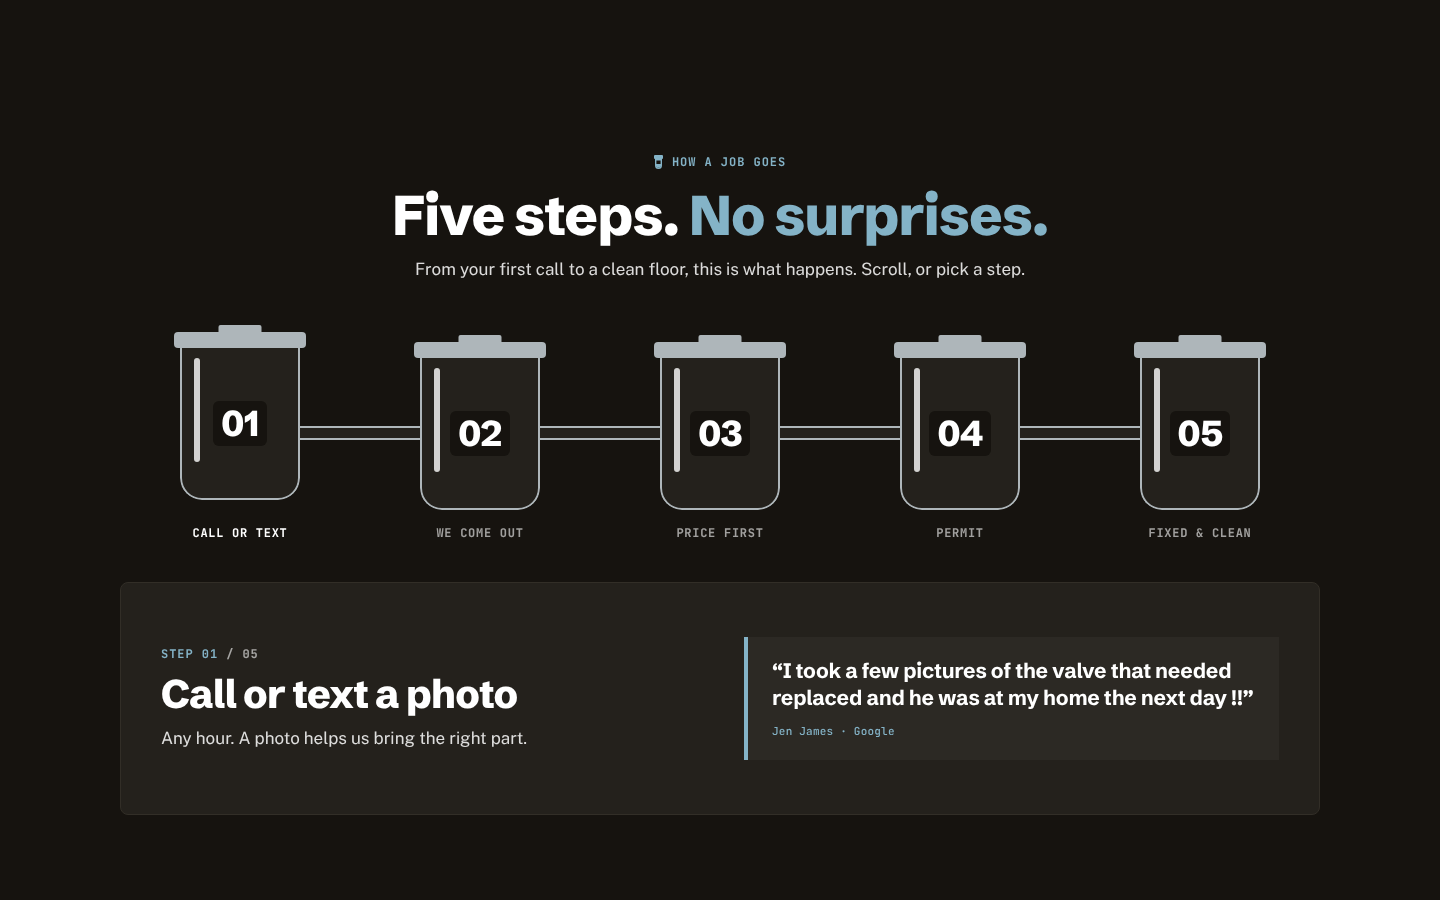 HOW A JOB GOES
Five steps. No surprises.
From your first call to a clean floor, this is what happens. Scroll, or pick a step.
01
02
03
04
05
CALL OR TEXT
WE COME OUT
PRICE FIRST
PERMIT
FIXED & CLEAN
STEP 01 / 05
Call or text a photo
Any hour. A photo helps us bring the right part.
“I took a few pictures of the valve that needed
replaced and he was at my home the next day !!”
Jen James · Google